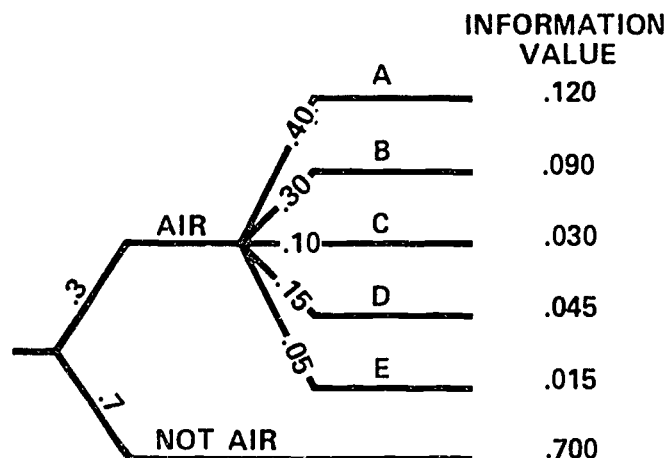 INFORMATION
VALUE
A .120
.40
B .090
.30
AIR .10 C .030
.3
.15 D .045
.05 E .015
.7
NOT AIR .700